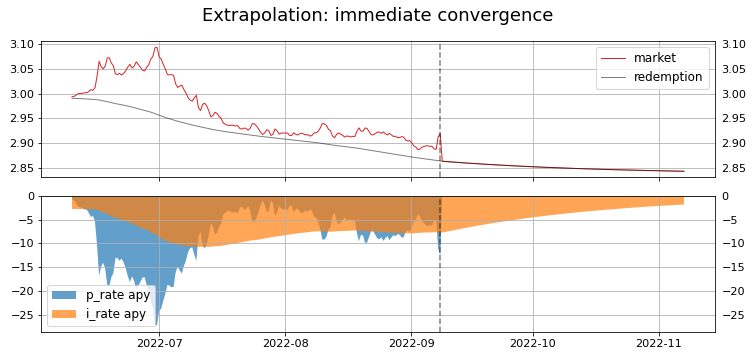 Extrapolation: immediate convergence
3.10 3.10
3.05 3.05
3.00 3.00
2.95 2.95
2.90 2.90
2.85 2.85
market
redemption
0 0
−5 −5
−10 −10
−15 −15
−20 −20
−25 −25
p_rate apy
i_rate apy
2022-07 2022-08 2022-09 2022-10 2022-11